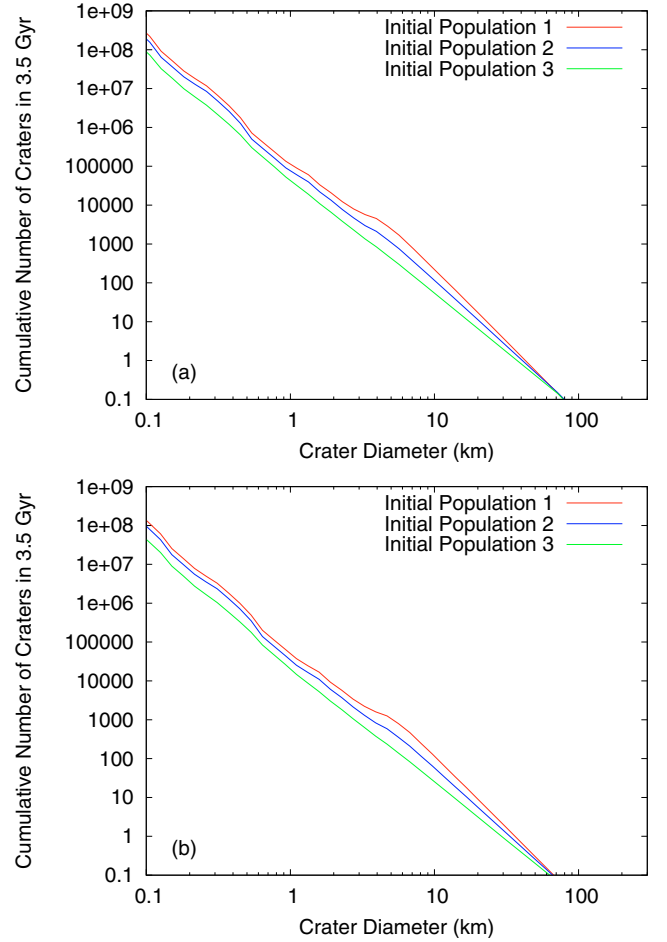 1e+09
1e+08
1e+07
1e+06
100000
10000
1000
100
10
1
0.1
Cumulative Number of Craters in 3.5 Gyr
Initial Population 1
Initial Population 2
Initial Population 3
(a)
0.1 1 10 100
Crater Diameter (km)
1e+09
1e+08
1e+07
1e+06
100000
10000
1000
100
10
1
0.1
Cumulative Number of Craters in 3.5 Gyr
Initial Population 1
Initial Population 2
Initial Population 3
(b)
0.1 1 10 100
Crater Diameter (km)